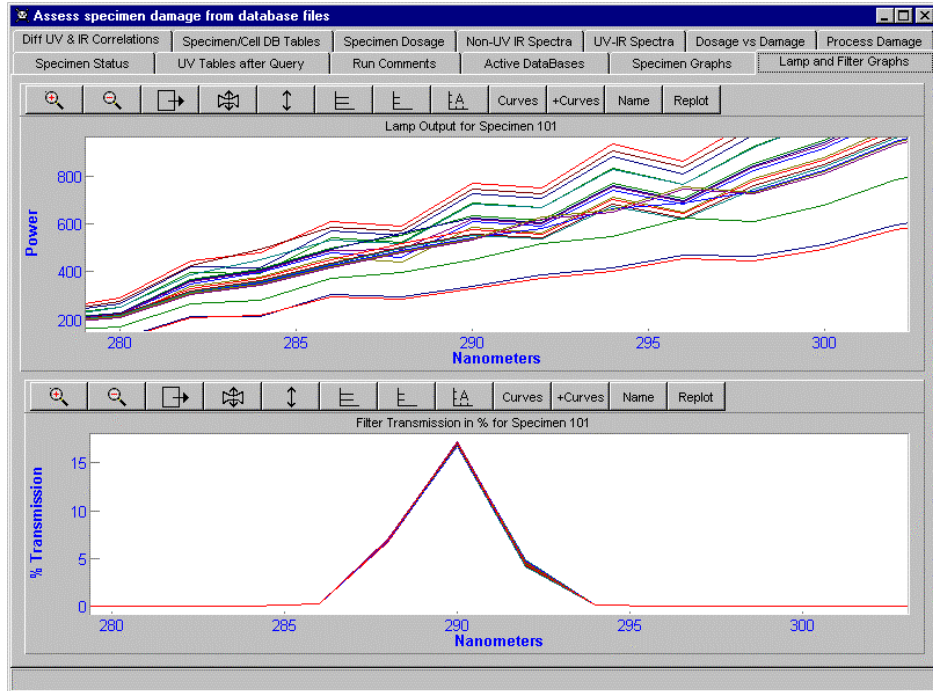 Assess specimen damage from database files
Diff UV & IR Correlations Specimen/Cell DB Tables Specimen Dosage Non-UV IR Spectra UV-IR Spectra Dosage vs Damage Process Damage
Specimen Status UV Tables after Query Run Comments Active DataBases Specimen Graphs Lamp and Filter Graphs
Curves +Curves Name Replot
Lamp Output for Specimen 101
Power
800
600
400
200
280 285 290 295 300
Nanometers
Curves +Curves Name Replot
Filter Transmission in % for Specimen 101
% Transmission
15
10
5
0
280 285 290 295 300
Nanometers